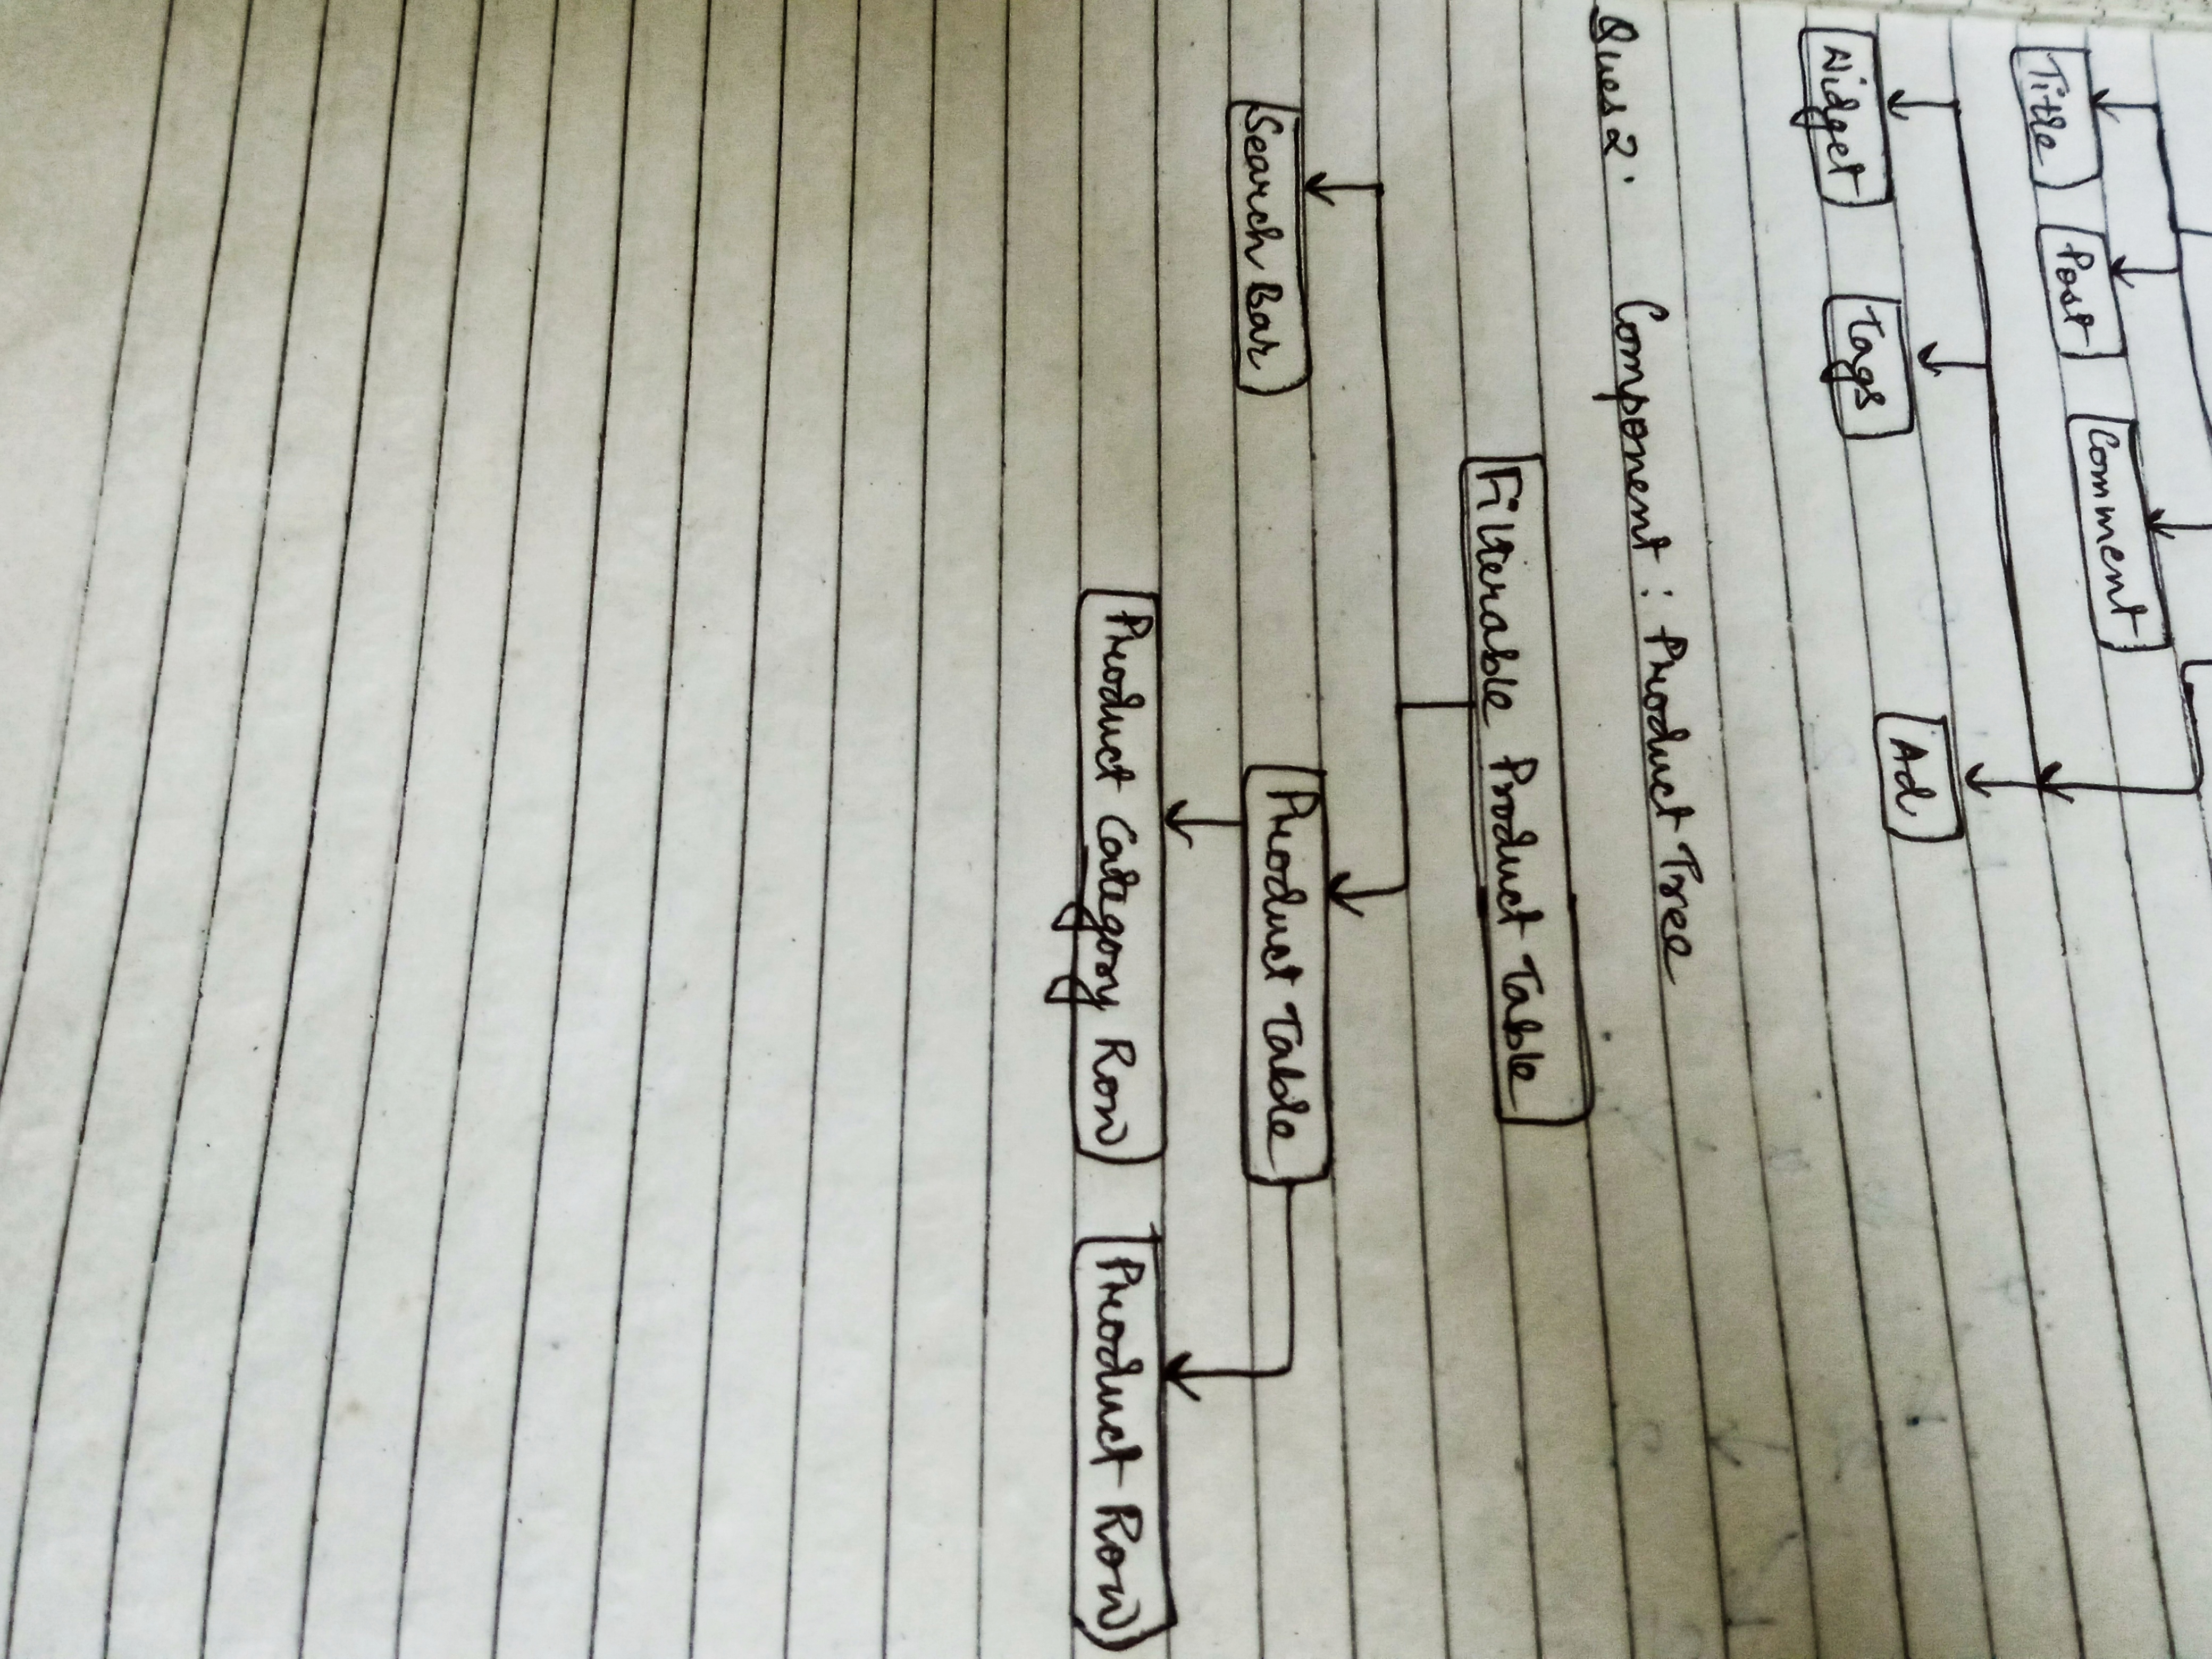 Title Post Comment
Widget Tags Ad
Ques 2. Component : Product Tree
Filterable Product Table
Search Bar Product Table
Product Category Row Product Row